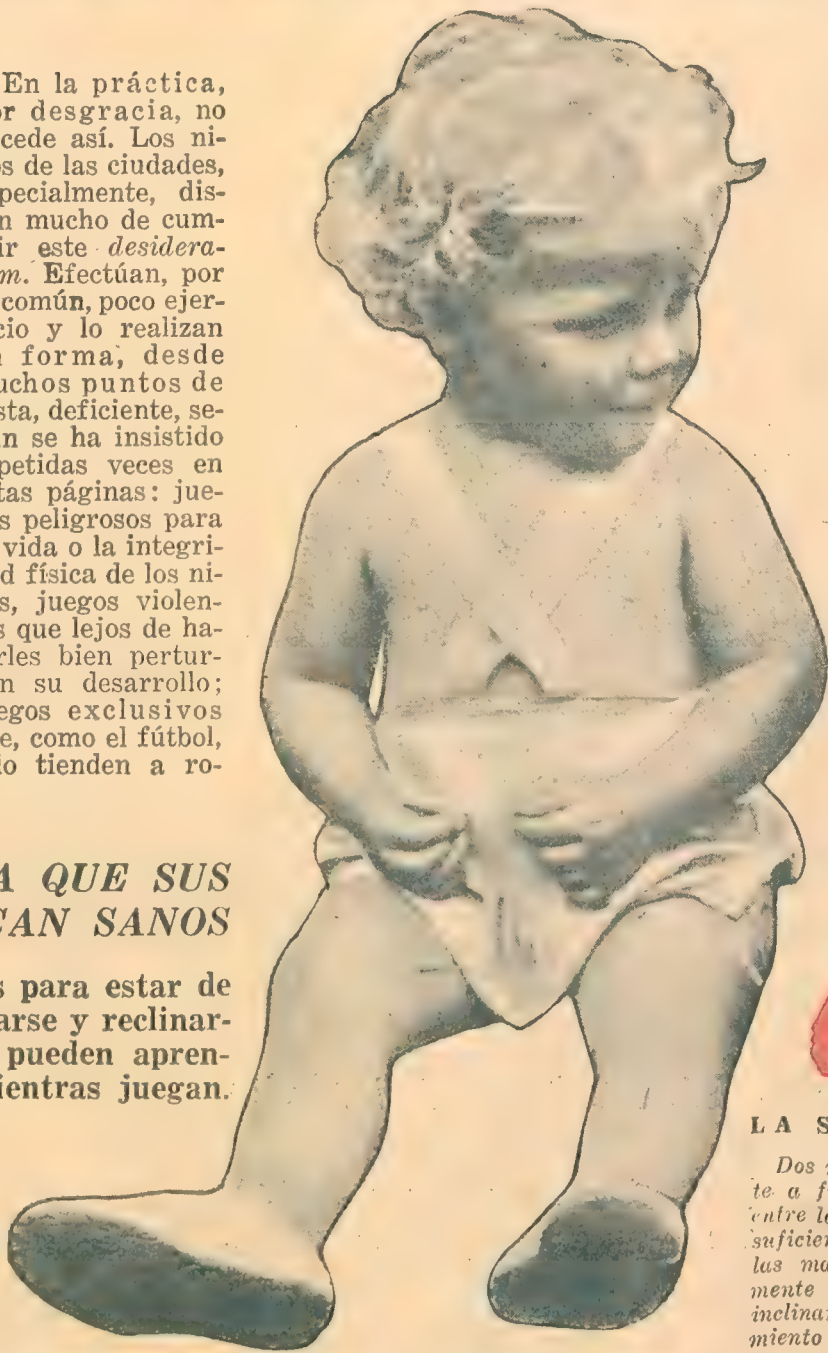 En la práctica,
r desgracia, no
cede así. Los ni-
s de las ciudades,
pecialmente, dis-
n mucho de cum-
ir este desidera-
m. Efectúan, por
común, poco ejer-
cio y lo realizan
forma, desde
uchos puntos de
sta, deficiente, se-
n se ha insistido
petidas veces en
tas páginas: jue-
s peligrosos para
vida o la integri-
d física de los ni-
s, juegos violen-
s que lejos de ha-
rles bien pertur-
n su desarrollo;
egos exclusivos
e, como el fútbol,
o tienden a ro-
A QUE SUS
CAN SANOS
s para estar de
arse y reclinar-
pueden apren-
ientras juegan.
LA S
Dos
te a f
entre l
suficien
las ma
mente
inclinar
miento